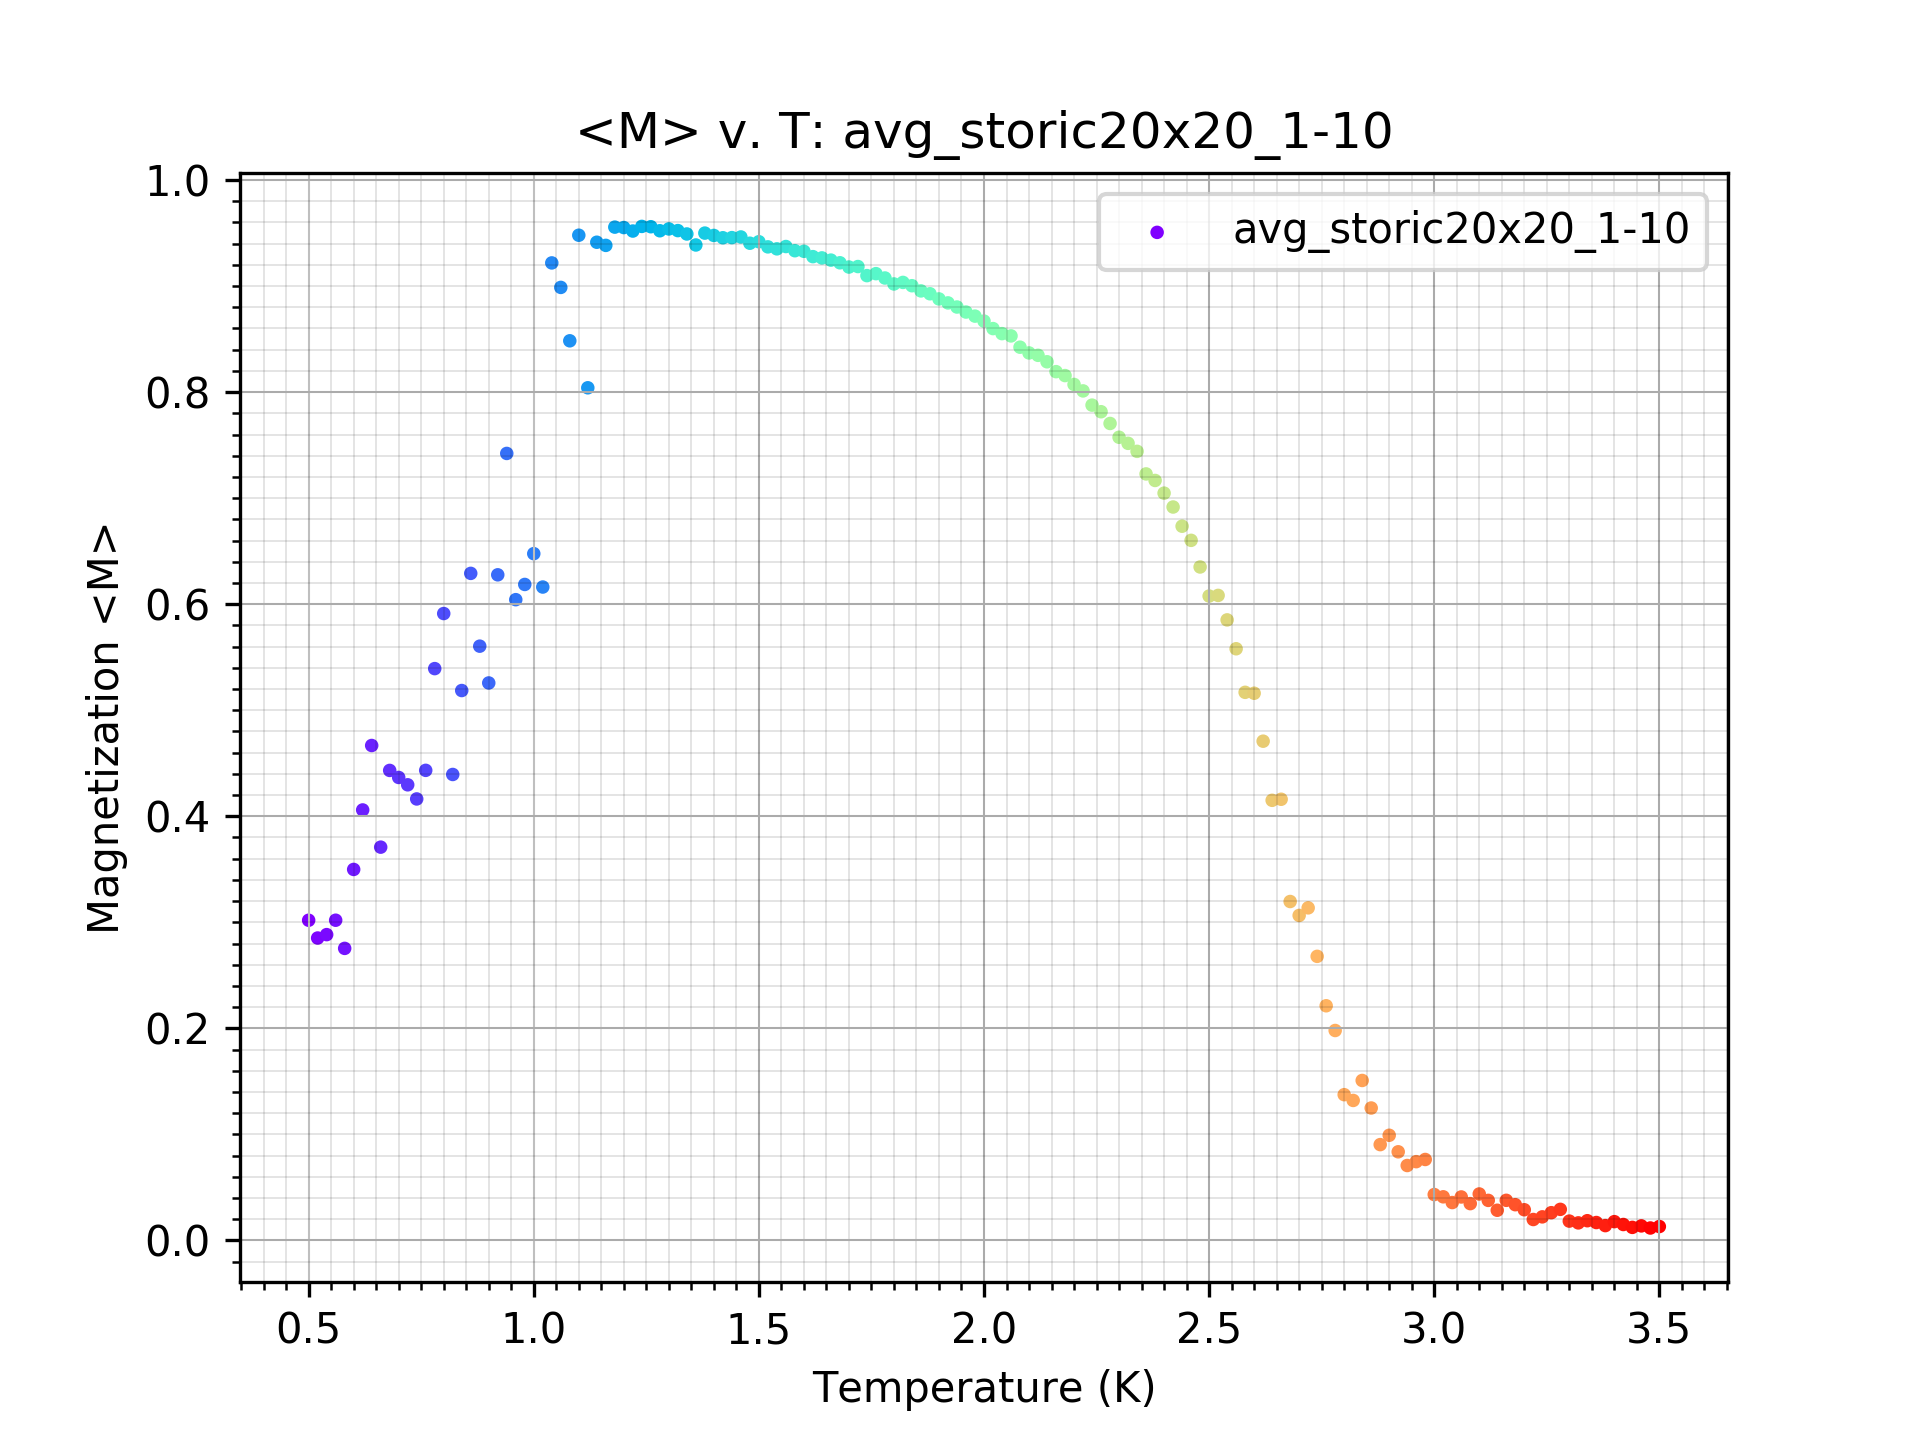 <M> v. T: avg_storic20x20_1-10
avg_storic20x20_1-10
Magnetization <M>
1.0
0.8
0.6
0.4
0.2
0.0
0.5 1.0 1.5 2.0 2.5 3.0 3.5
Temperature (K)